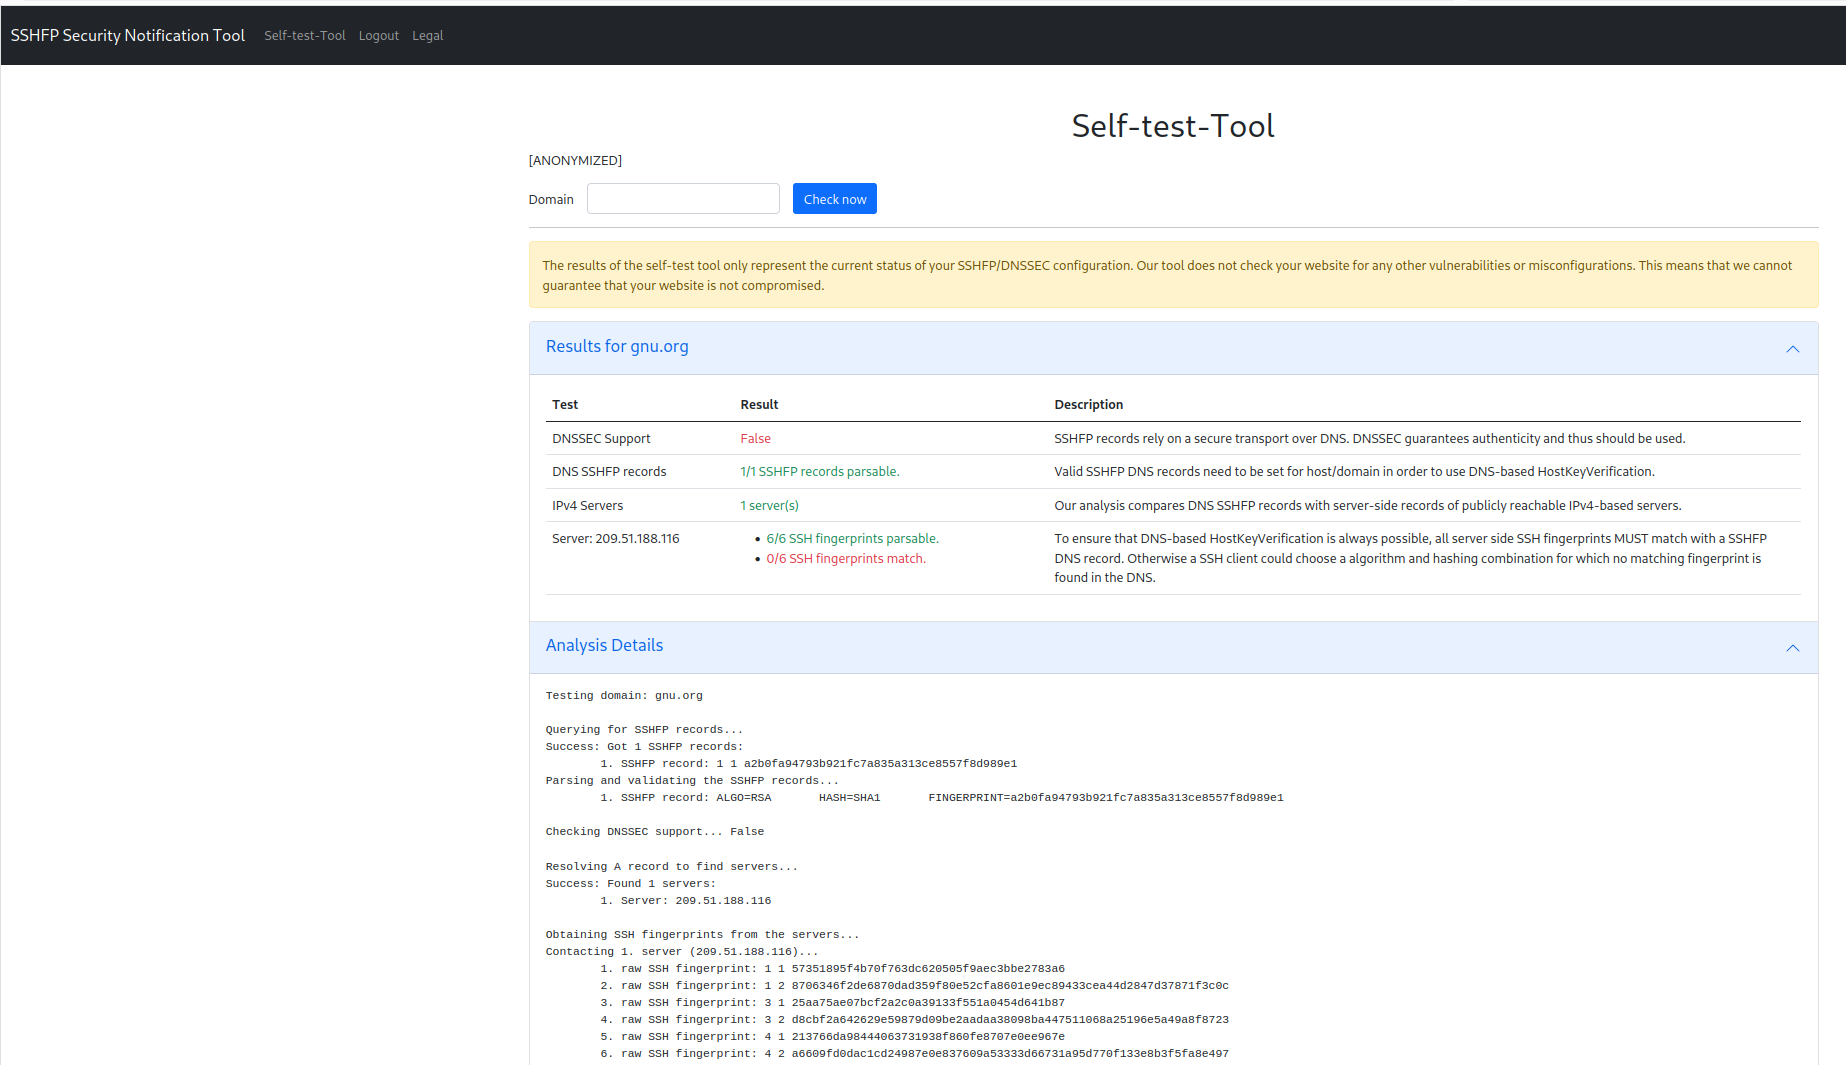 SSHFP Security Notification Tool Self-test-Tool Logout Legal
Self-test-Tool
[ANONYMIZED]
Domain Check now
The results of the self-test tool only represent the current status of your SSHFP/DNSSEC configuration. Our tool does not check your website for any other vulnerabilities or misconfigurations. This means that we cannot
guarantee that your website is not compromised.
Results for gnu.org
Test Result Description
DNSSEC Support False SSHFP records rely on a secure transport over DNS. DNSSEC guarantees authenticity and thus should be used.
DNS SSHFP records 1/1 SSHFP records parsable. Valid SSHFP DNS records need to be set for host/domain in order to use DNS-based HostKeyVerification.
IPv4 Servers 1 server(s) Our analysis compares DNS SSHFP records with server-side records of publicly reachable IPv4-based servers.
Server: 209.51.188.116 • 6/6 SSH fingerprints parsable. To ensure that DNS-based HostKeyVerification is always possible, all server side SSH fingerprints MUST match with a SSHFP
• 0/6 SSH fingerprints match. DNS record. Otherwise a SSH client could choose a algorithm and hashing combination for which no matching fingerprint is
found in the DNS.
Analysis Details
Testing domain: gnu.org
Querying for SSHFP records...
Success: Got 1 SSHFP records:
1. SSHFP record: 1 1 a2b0fa94793b921fc7a835a313ce8557f8d989e1
Parsing and validating the SSHFP records...
1. SSHFP record: ALGO=RSA HASH=SHA1 FINGERPRINT=a2b0fa94793b921fc7a835a313ce8557f8d989e1
Checking DNSSEC support... False
Resolving A record to find servers...
Success: Found 1 servers:
1. Server: 209.51.188.116
Obtaining SSH fingerprints from the servers...
Contacting 1. server (209.51.188.116)...
1. raw SSH fingerprint: 1 1 57351895f4b70f763dc620505f9aec3bbe2783a6
2. raw SSH fingerprint: 1 2 8706346f2de6870dad359f80e52cfa8601e9ec89433cea44d2847d37871f3c0c
3. raw SSH fingerprint: 3 1 25aa75ae07bcf2a2c0a39133f551a0454d641b87
4. raw SSH fingerprint: 3 2 d8cbf2a642629e59879d09be2aadaa38098ba447511068a25196e5a49a8f8723
5. raw SSH fingerprint: 4 1 213766da98444063731938f860fe8707e0ee967e
6. raw SSH fingerprint: 4 2 a6609fd0dac1cd24987e0e837609a53333d66731a95d770f133e8b3f5fa8e497